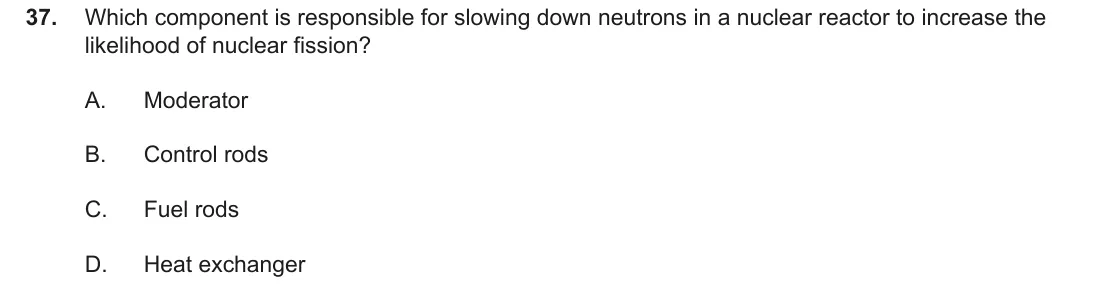 37. Which component is responsible for slowing down neutrons in a nuclear reactor to increase the
likelihood of nuclear fission?
A. Moderator
B. Control rods
C. Fuel rods
D. Heat exchanger